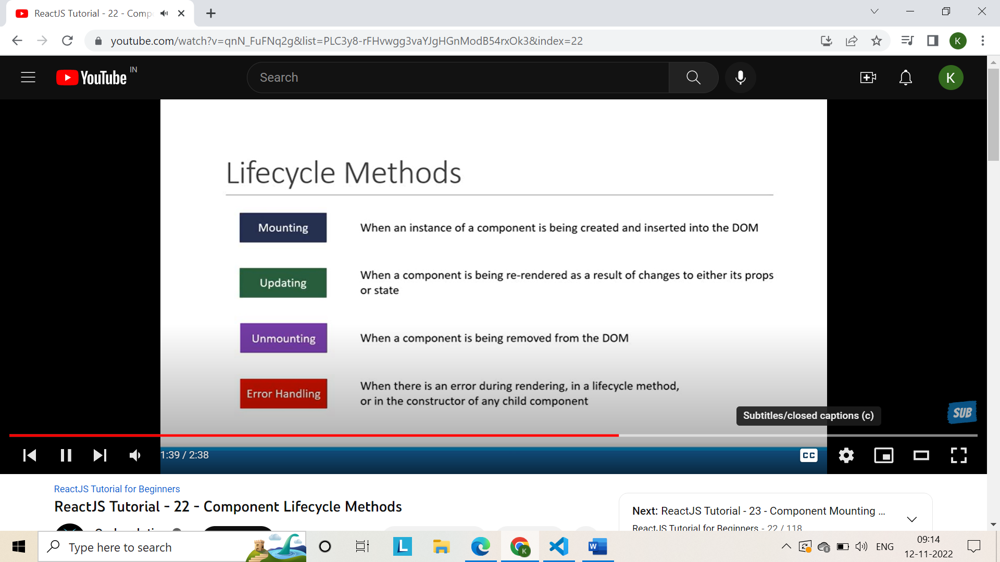 ReactJS Tutorial - 22 - Comp
youtube.com/watch?v=qnN_FuFNq2g&list=PLC3y8-rFHvwgg3vaYJgHGnModB54rxOk3&index=22
K
YouTube IN
Search
K
Lifecycle Methods
Mounting
When an instance of a component is being created and inserted into the DOM
Updating
When a component is being re-rendered as a result of changes to either its props
or state
Unmounting
When a component is being removed from the DOM
Error Handling
When there is an error during rendering, in a lifecycle method,
or in the constructor of any child component
Subtitles/closed captions (c)
SUB
1:39 / 2:38
CC
ReactJS Tutorial for Beginners
ReactJS Tutorial - 22 - Component Lifecycle Methods
Next: ReactJS Tutorial - 23 - Component Mounting ...
ReactJS Tutorial for Beginners - 22 / 118
Type here to search
L
K
W
ENG
09:14
12-11-2022